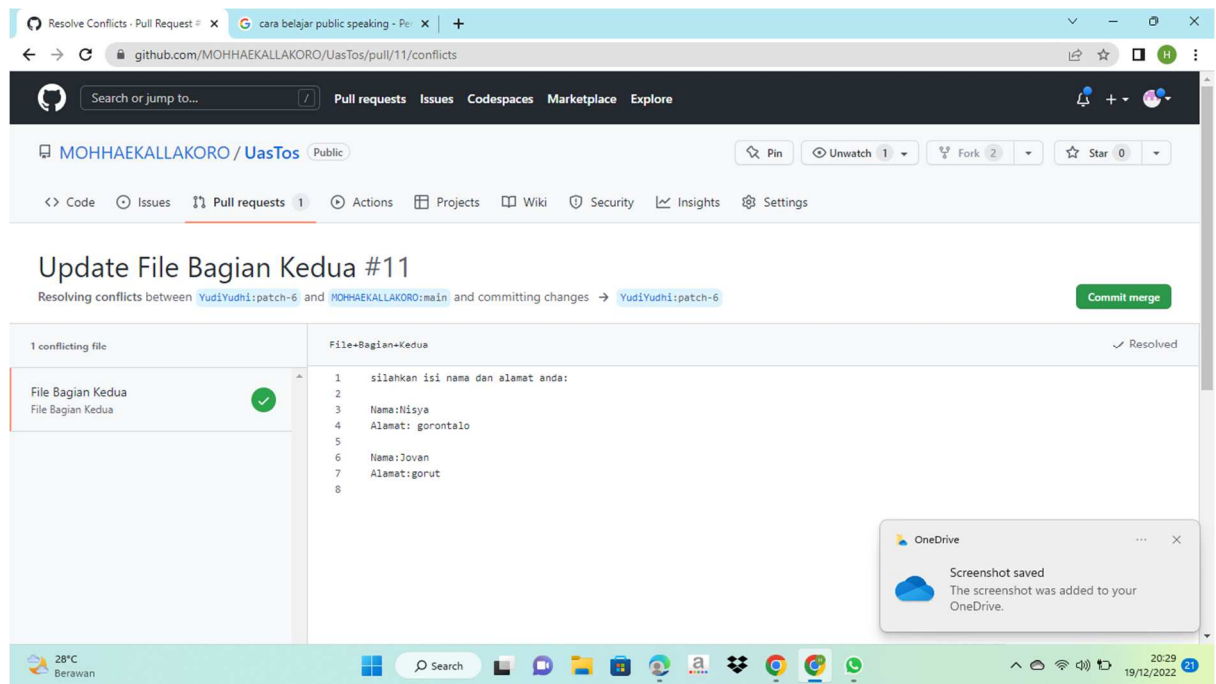 Resolve Conflicts · Pull Request #
cara belajar public speaking - Pe
github.com/MOHHAEKALLAKORO/UasTos/pull/11/conflicts
H
Search or jump to...
/
Pull requests Issues Codespaces Marketplace Explore
MOHHAEKALLAKORO / UasTos Public
Pin Unwatch 1 Fork 2 Star 0
<> Code Issues Pull requests 1 Actions Projects Wiki Security Insights Settings
Update File Bagian Kedua #11
Resolving conflicts between YudiYudhi:patch-6 and MOHHAEKALLAKORO:main and committing changes → YudiYudhi:patch-6
Commit merge
1 conflicting file
File+Bagian+Kedua
Resolved
File Bagian Kedua
File Bagian Kedua
1 silahkan isi nama dan alamat anda:
2
3 Nama:Nisya
4 Alamat: gorontalo
5
6 Nama:Jovan
7 Alamat:gorut
8
OneDrive
Screenshot saved
The screenshot was added to your
OneDrive.
28°C
Berawan
Search
a
20:29
19/12/2022
21